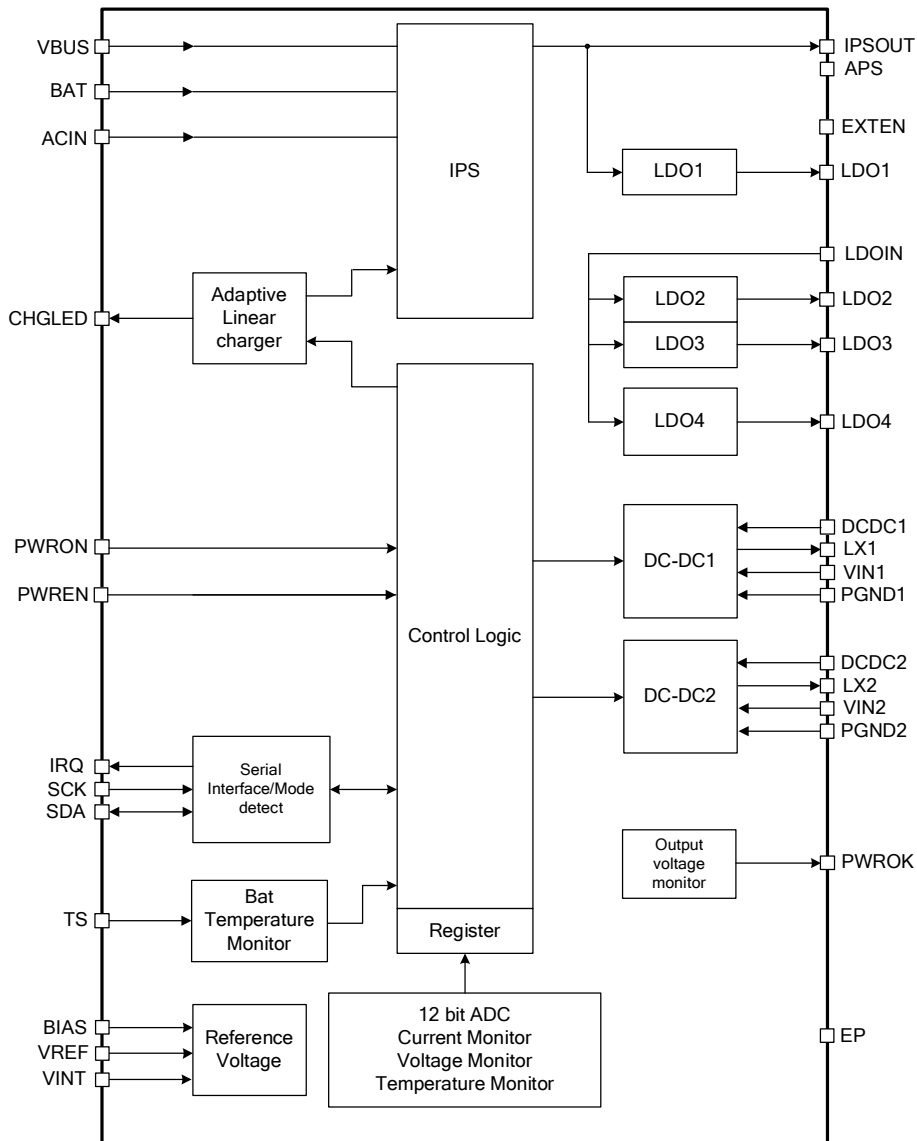 VBUS
BAT
ACIN
IPS
IPSOUT
APS
EXTEN
LDO1
LDO1
LDOIN
LDO2
LDO2
LDO3
LDO3
LDO4
LDO4
CHGLED
Adaptive
Linear
charger
PWRON
PWREN
Control Logic
DC-DC1
DCDC1
LX1
VIN1
PGND1
DC-DC2
DCDC2
LX2
VIN2
PGND2
IRQ
SCK
SDA
Serial
Interface/Mode
detect
Output
voltage
monitor
PWROK
TS
Bat
Temperature
Monitor
Register
12 bit ADC
Current Monitor
Voltage Monitor
Temperature Monitor
BIAS
VREF
VINT
Reference
Voltage
EP